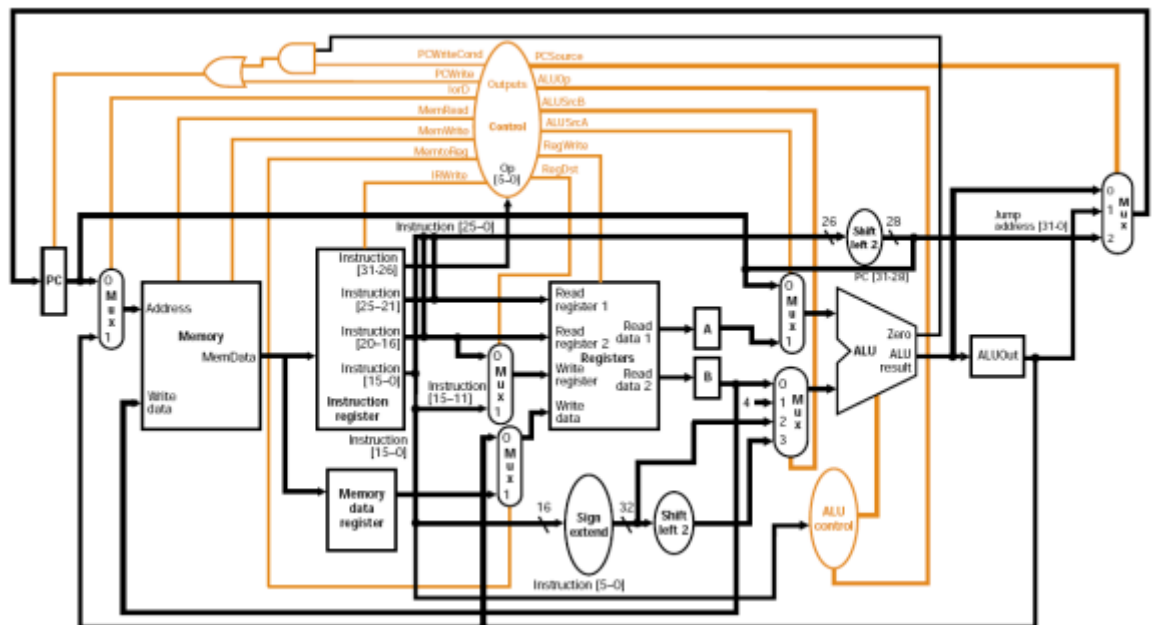 PCWriteCond
PCSource
PCWrite
Outputs
ALUOp
IorD
ALUSrcB
MemRead
Control
ALUSrcA
MemWrite
RegWrite
MemtoReg
Op
[5-0]
RegDst
IRWrite
Instruction [25-0]
26
Shift
left 2
28
Jump
address [31-0]
0
1
2
M
u
x
PC
0
M
u
x
1
Instruction
[31-26]
PC [31-28]
Address
Memory
MemData
Write
data
Instruction
[25-21]
Instruction
[20-16]
Instruction
[15-0]
Instruction
register
Read
register 1
Read
register 2
Registers
Write
register
Write
data
Read
data 1
Read
data 2
A
B
0
M
u
x
1
Zero
ALU
ALU
result
ALUOut
0
M
u
x
1
Instruction
[15-11]
4
0
1
2
3
M
u
x
Instruction
[15-0]
0
M
u
x
1
Memory
data
register
16
Sign
extend
32
Shift
left 2
ALU
control
Instruction [5-0]